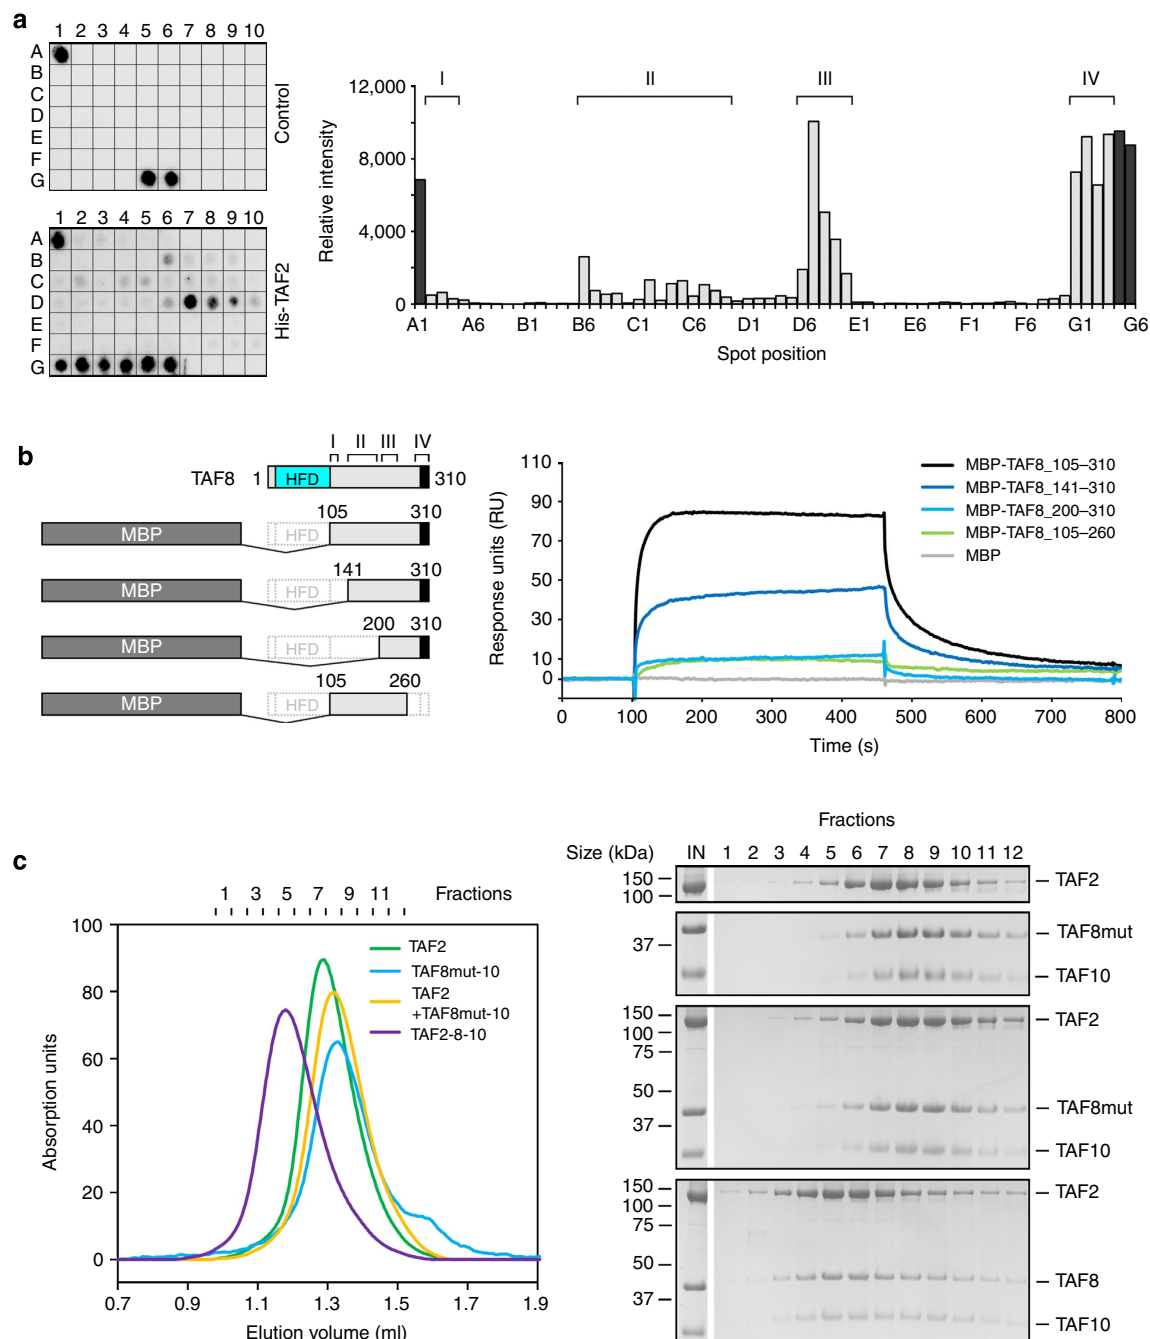 a
1 2 3 4 5 6 7 8 9 10
A
B
C
D
E
F
G
Control
1 2 3 4 5 6 7 8 9 10
A
B
C
D
E
F
G
His-TAF2
I II III IV
12,000
8,000
4,000
0
Relative intensity
A1 A6 B1 B6 C1 C6 D1 D6 E1 E6 F1 F6 G1 G6
Spot position
b
I II III IV
TAF8 1 HFD 310
105 310
MBP HFD
141 310
MBP HFD
200 310
MBP HFD
105 260
MBP HFD
110
90
70
50
30
10
0
Response units (RU)
MBP-TAF8_105–310
MBP-TAF8_141–310
MBP-TAF8_200–310
MBP-TAF8_105–260
MBP
0 100 200 300 400 500 600 700 800
Time (s)
c
1 3 5 7 9 11 Fractions
100
80
60
40
20
0
Absorption units
TAF2
TAF8mut-10
TAF2
+TAF8mut-10
TAF2-8-10
0.7 0.9 1.1 1.3 1.5 1.7 1.9
Elution volume (ml)
Fractions
Size (kDa) IN 1 2 3 4 5 6 7 8 9 10 11 12
150
100
TAF2
37
TAF8mut
TAF10
150
100
75
50
37
TAF2
TAF8mut
TAF10
150
100
75
50
37
TAF2
TAF8
TAF10